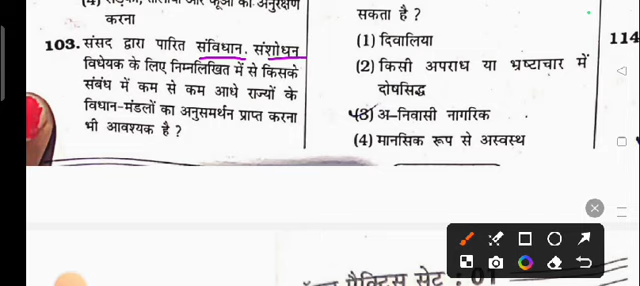 करना
103. संसद द्वारा पारित संविधान संशोधन
विधेयक के लिए निम्नलिखित में से किसके
संबंध में कम से कम आधे राज्यों के
विधान-मंडलों का अनुसमर्थन प्राप्त करना
भी आवश्यक है ?
सकता है ?
(1) दिवालिया
(2) किसी अपराध या भ्रष्टाचार में
दोषसिद्ध
(3) अ-निवासी नागरिक
(4) मानसिक रूप से अस्वस्थ
114
प्रैक्टिस सेट : 01